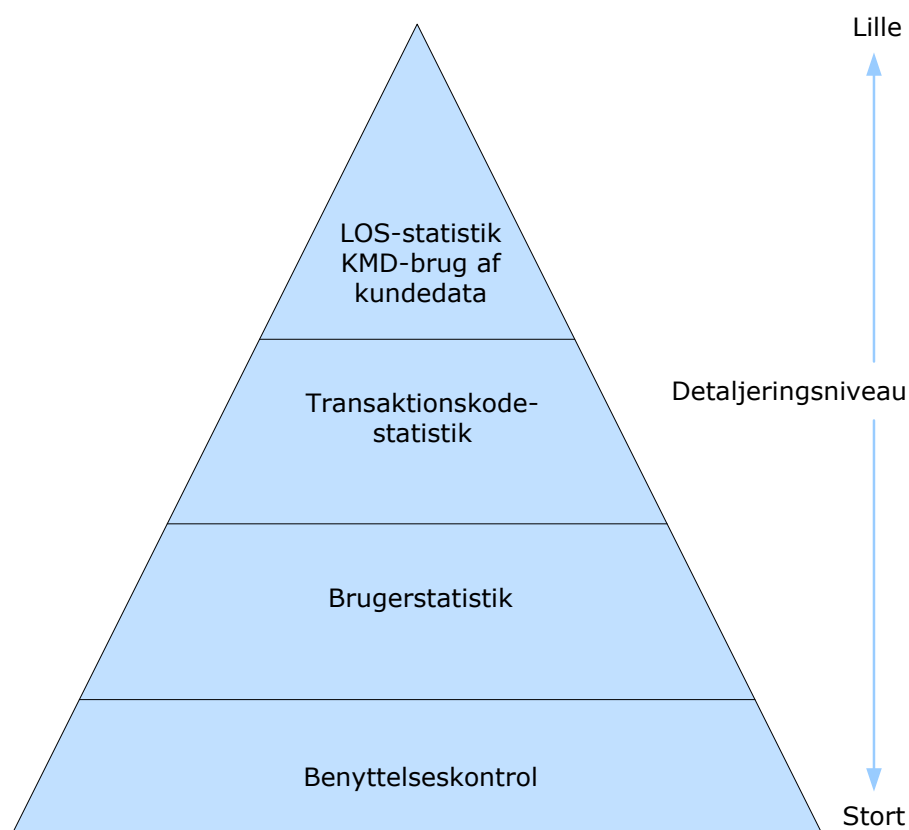 Lille
LOS-statistik
KMD-brug af
kundedata
Detaljeringsniveau
Transaktionskode-
statistik
Brugerstatistik
Benyttelseskontrol
Stort